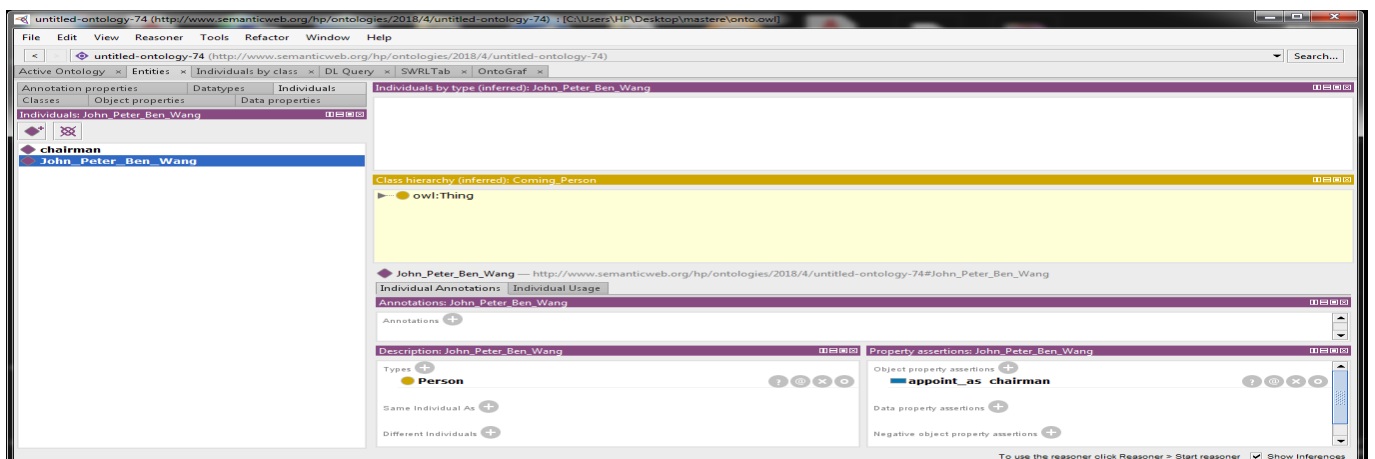 untitled-ontology-74 (http://www.semanticweb.org/hp/ontologies/2018/4/untitled-ontology-74) : [C:\Users\HP\Desktop\mastere\onto.owl]
File Edit View Reasoner Tools Refactor Window Help
< > untitled-ontology-74 (http://www.semanticweb.org/hp/ontologies/2018/4/untitled-ontology-74) Search...
Active Ontology × Entities × Individuals by class × DL Query × SWRLTab × OntoGraf ×
Annotation properties Datatypes Individuals
Classes Object properties Data properties
Individuals: John_Peter_Ben_Wang
chairman
John_Peter_Ben_Wang
Individuals by type (inferred): John_Peter_Ben_Wang
Class hierarchy (inferred): Coming_Person
owl:Thing
John_Peter_Ben_Wang — http://www.semanticweb.org/hp/ontologies/2018/4/untitled-ontology-74#John_Peter_Ben_Wang
Individual Annotations Individual Usage
Annotations: John_Peter_Ben_Wang
Annotations
Description: John_Peter_Ben_Wang
Types
Person
Same Individual As
Different Individuals
Property assertions: John_Peter_Ben_Wang
Object property assertions
appoint_as chairman
Data property assertions
Negative object property assertions
To use the reasoner click Reasoner > Start reasoner Show Inferences